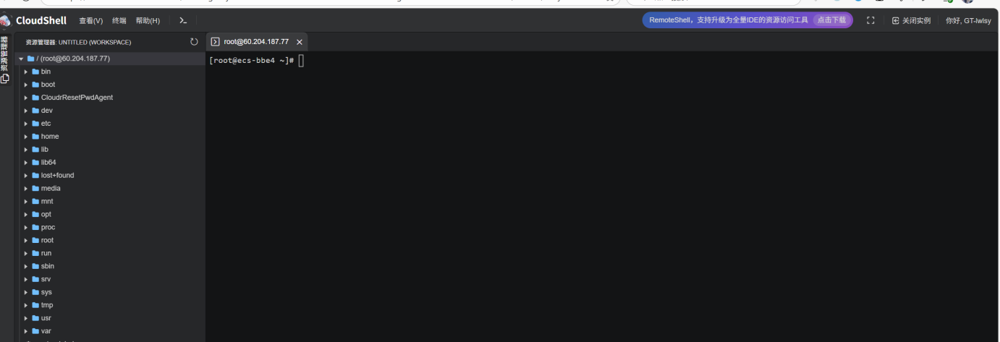 CloudShell 查看(V) 终端 帮助(H) RemoteShell，支持升级为全量IDE的资源访问工具 点击下载 关闭实例 你好, GT-lwlsy
资源管理器
资源管理器: UNTITLED (WORKSPACE) root@60.204.187.77
/ (root@60.204.187.77)
[root@ecs-bbe4 ~]#
bin
boot
CloudrResetPwdAgent
dev
etc
home
lib
lib64
lost+found
media
mnt
opt
proc
root
run
sbin
srv
sys
tmp
usr
var